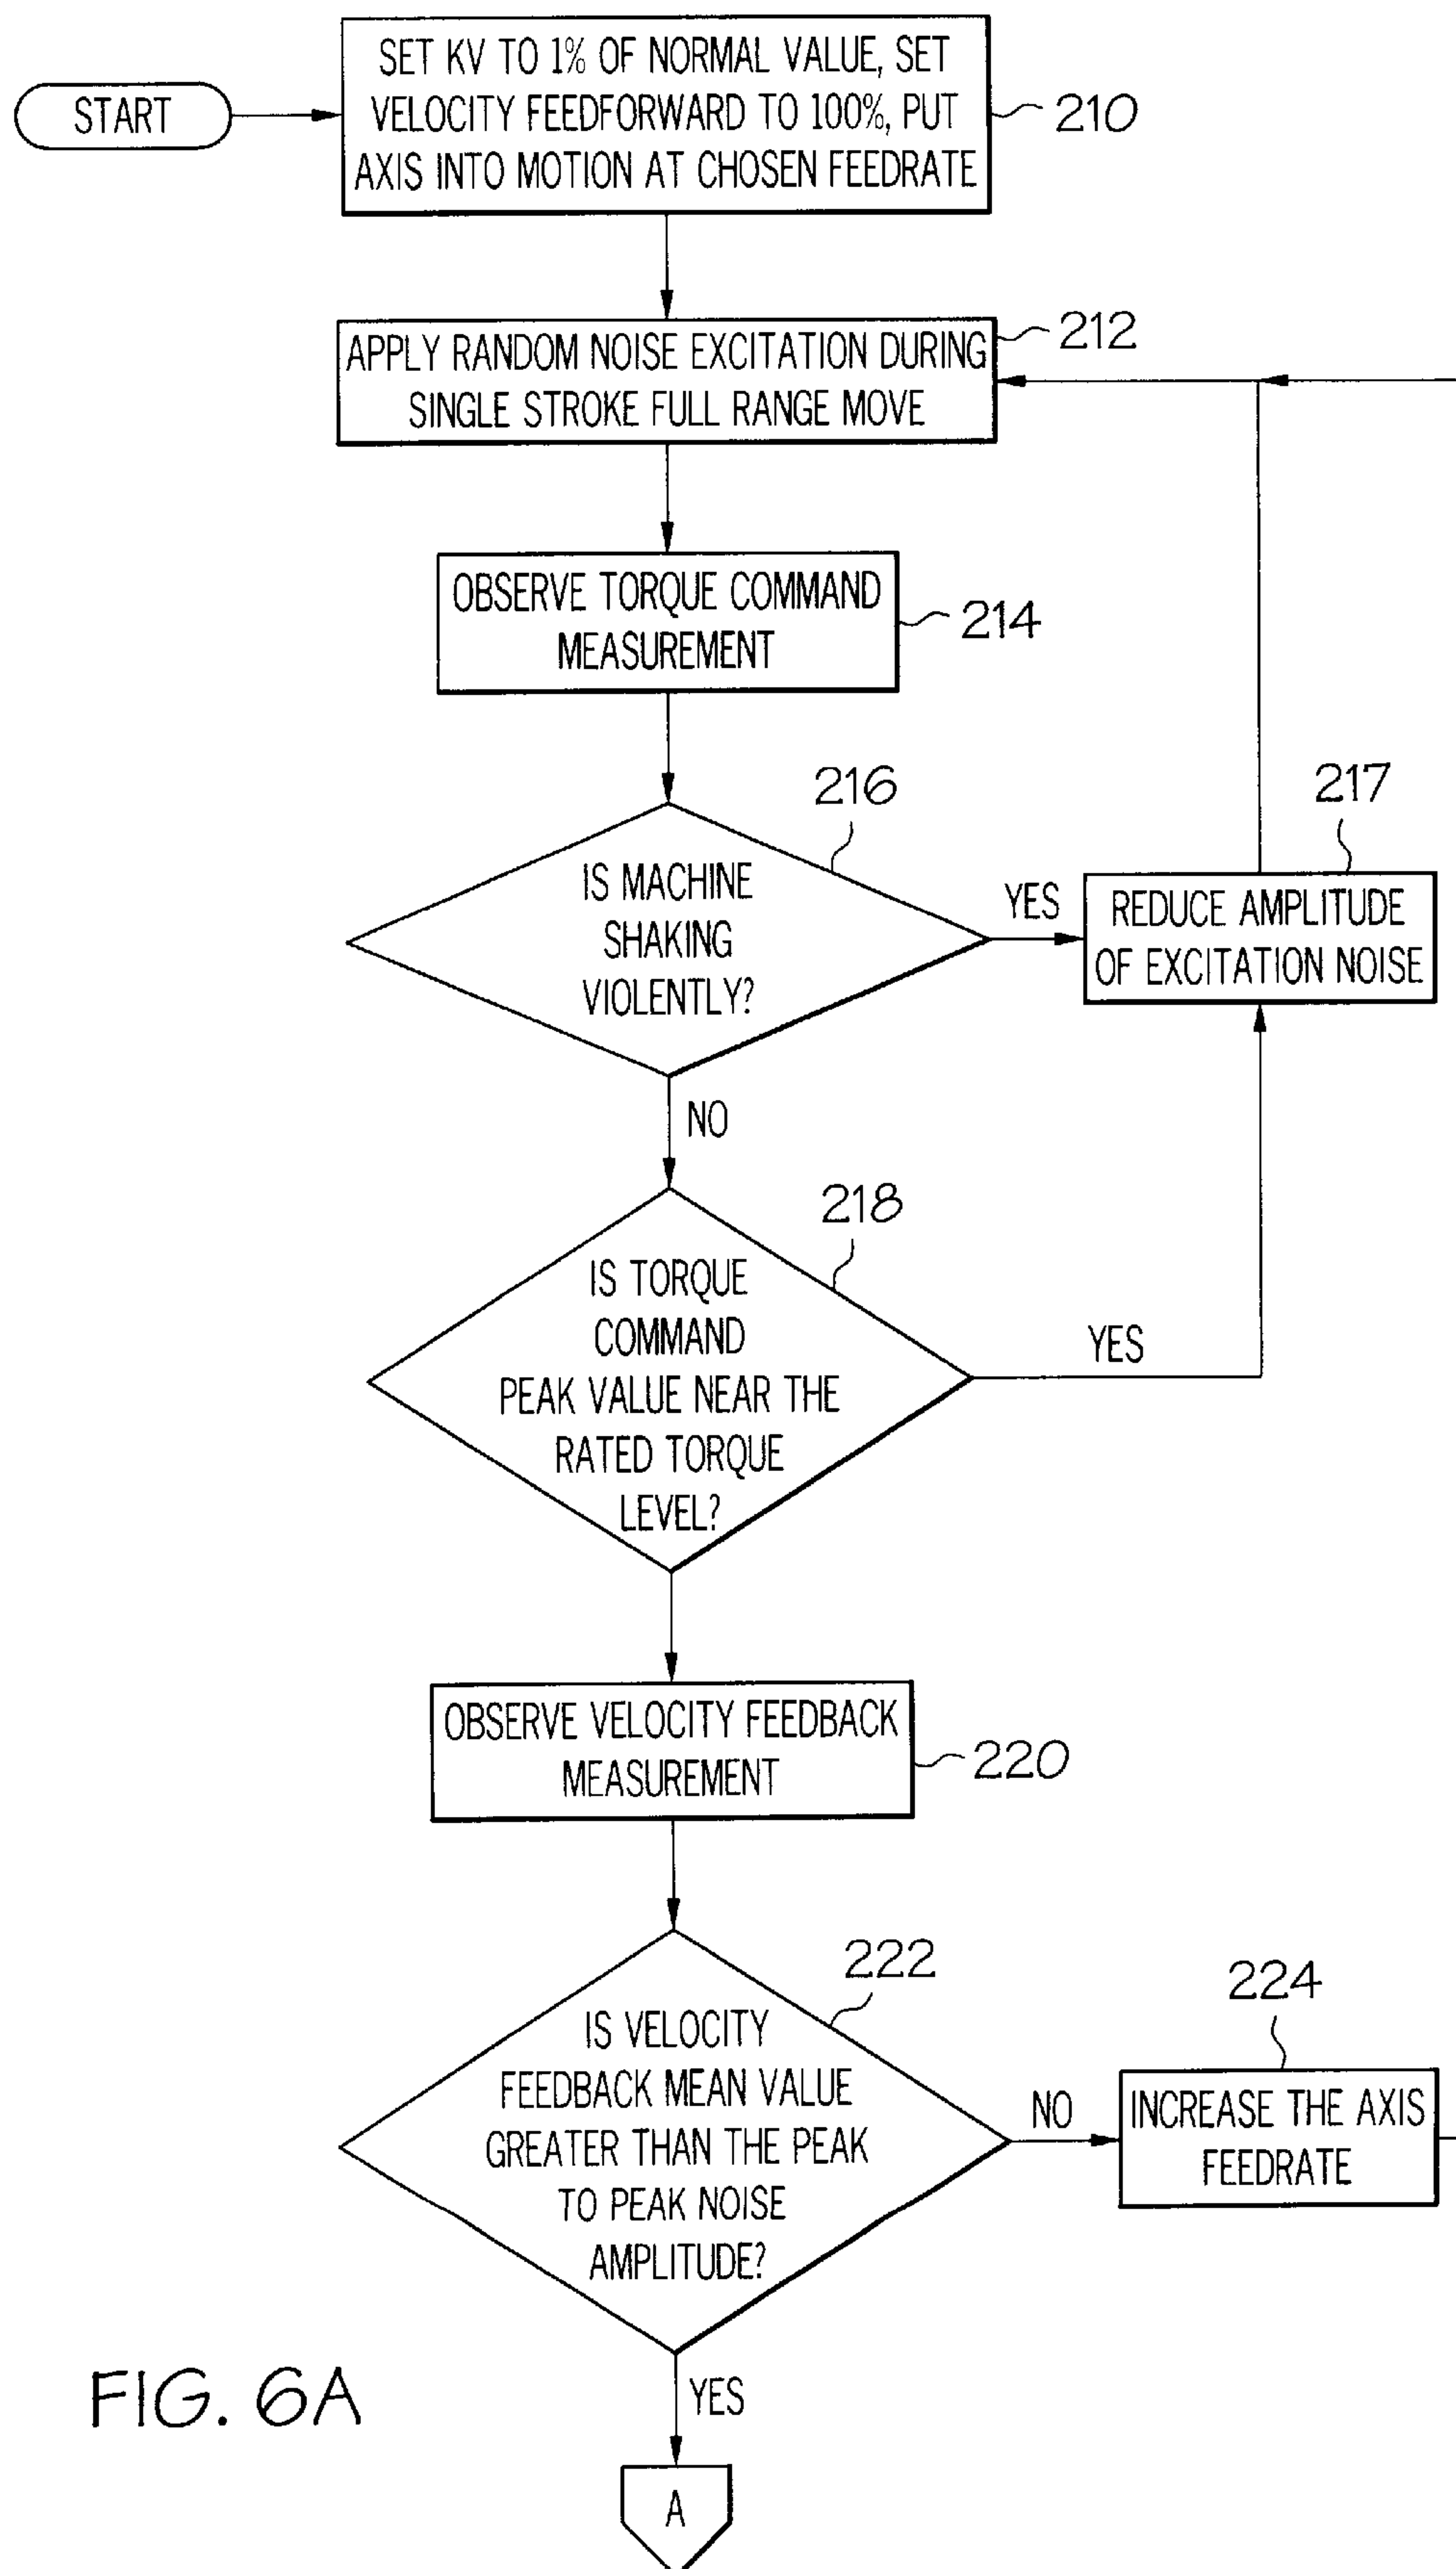 START
SET KV TO 1% OF NORMAL VALUE, SET
VELOCITY FEEDFORWARD TO 100%, PUT
AXIS INTO MOTION AT CHOSEN FEEDRATE
210
APPLY RANDOM NOISE EXCITATION DURING
SINGLE STROKE FULL RANGE MOVE
212
OBSERVE TORQUE COMMAND
MEASUREMENT
214
216
IS MACHINE
SHAKING
VIOLENTLY?
YES
217
REDUCE AMPLITUDE
OF EXCITATION NOISE
NO
218
IS TORQUE
COMMAND
PEAK VALUE NEAR THE
RATED TORQUE
LEVEL?
YES
OBSERVE VELOCITY FEEDBACK
MEASUREMENT
220
222
IS VELOCITY
FEEDBACK MEAN VALUE
GREATER THAN THE PEAK
TO PEAK NOISE
AMPLITUDE?
NO
224
INCREASE THE AXIS
FEEDRATE
YES
A
FIG. 6A